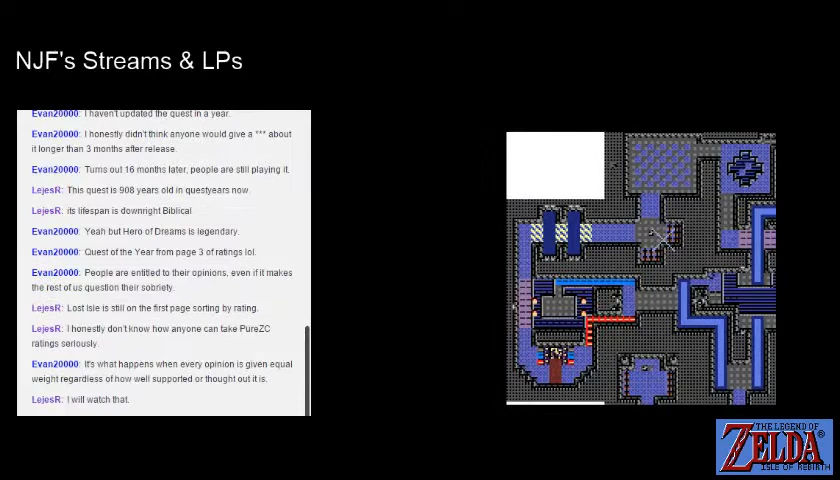 NJF's Streams & LPs
Evan20000: I haven't updated the quest in a year.
Evan20000: I honestly didn't think anyone would give a *** about
it longer than 3 months after release.
Evan20000: Turns out 16 months later, people are still playing it.
LejesR: This quest is 908 years old in questyears now
LejesR: its lifespan is downright Biblical
Evan20000: Yeah but Hero of Dreams is legendary.
Evan20000: Quest of the Year from page 3 of ratings lol.
Evan20000: People are entitled to their opinions, even if it makes
the rest of us question their sobriety.
LejesR: Lost Isle is still on the first page sorting by rating.
LejesR: I honestly don't know how anyone can take PureZC
ratings seriously.
Evan20000: It's what happens when every opinion is given equal
weight regardless of how well supported or thought out it is.
LejesR: I will watch that.
THE LEGEND OF
ZELDA®
ISLE OF REBIRTH